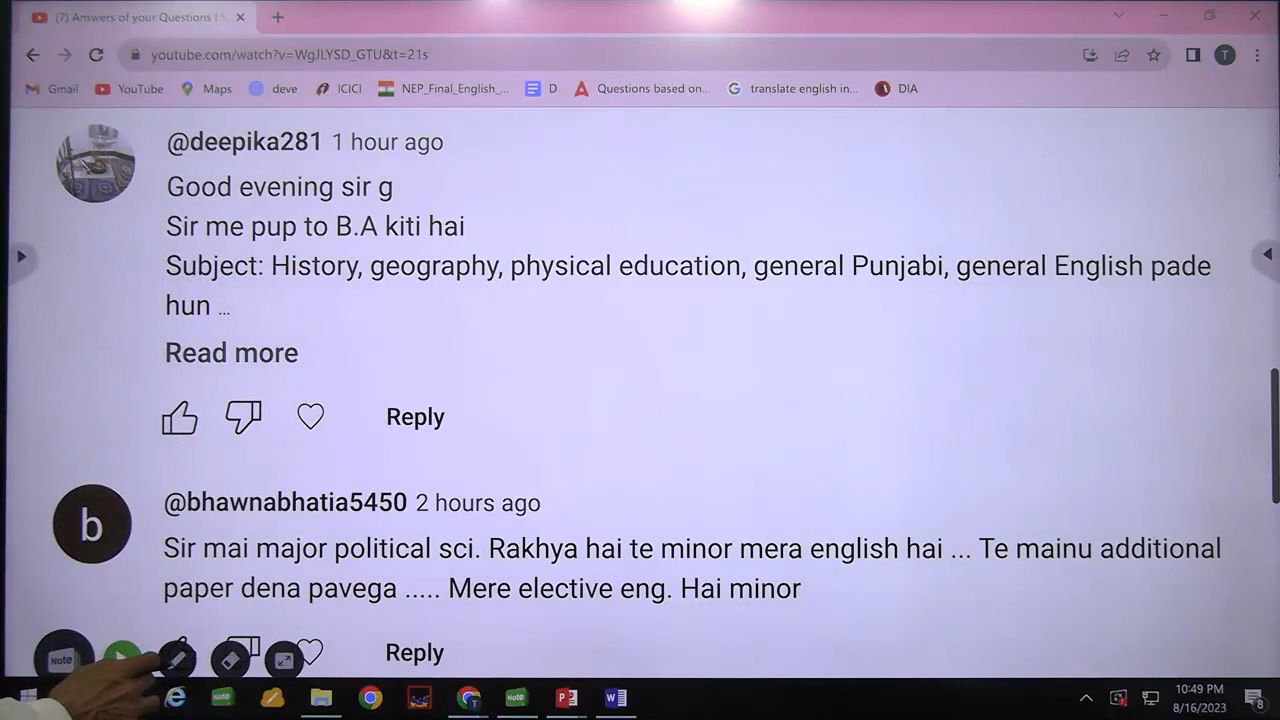 (7) Answers of your Questions |
youtube.com/watch?v=WgJLYSD_GTU&t=21s
T
Gmail YouTube Maps deve ICICI NEP_Final_English_... D Questions based on... translate english in... DIA
@deepika281 1 hour ago
Good evening sir g
Sir me pup to B.A kiti hai
Subject: History, geography, physical education, general Punjabi, general English pade
hun ...
Read more
Reply
b
@bhawnabhatia5450 2 hours ago
Sir mai major political sci. Rakhya hai te minor mera english hai ... Te mainu additional
paper dena pavega ..... Mere elective eng. Hai minor
Note
Reply
Note Note
10:49 PM
8/16/2023
8